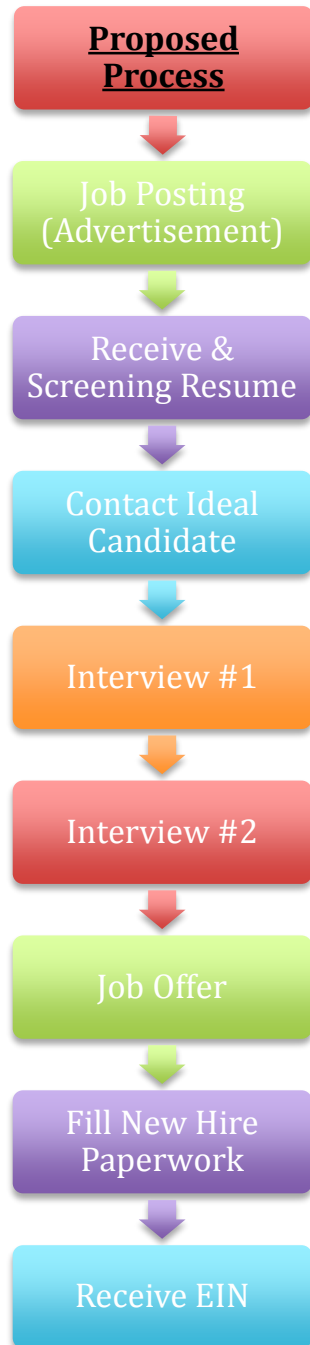 Proposed
Process
Job Posting
(Advertisement)
Receive &
Screening Resume
Contact Ideal
Candidate
Interview #1
Interview #2
Job Offer
Fill New Hire
Paperwork
Receive EIN